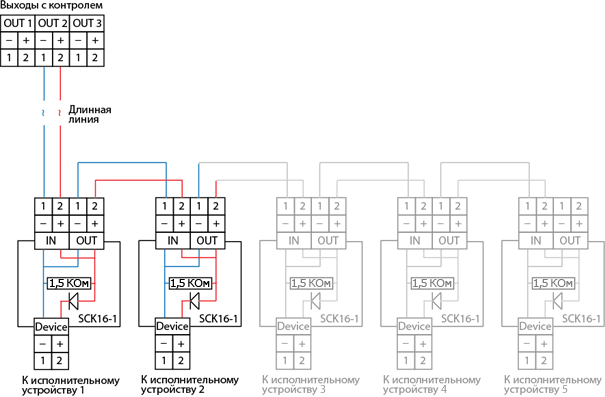 Выходы с контролем
OUT 1 OUT 2 OUT 3
− + − + − +
1 2 1 2 1 2
Длинная
линия
1 2 1 2 1 2 1 2 1 2 1 2 1 2 1 2 1 2 1 2
− + − + − + − + − + − + − + − + − + − +
IN OUT IN OUT IN OUT IN OUT IN OUT
1,5 КОм 1,5 КОм 1,5 КОм 1,5 КОм 1,5 КОм
Device SCK16-1 Device SCK16-1 Device SCK16-1 Device SCK16-1 Device SCK16-1
− + − + − + − + − +
1 2 1 2 1 2 1 2 1 2
К исполнительному
устройству 1
К исполнительному
устройству 2
К исполнительному
устройству 3
К исполнительному
устройству 4
К исполнительному
устройству 5